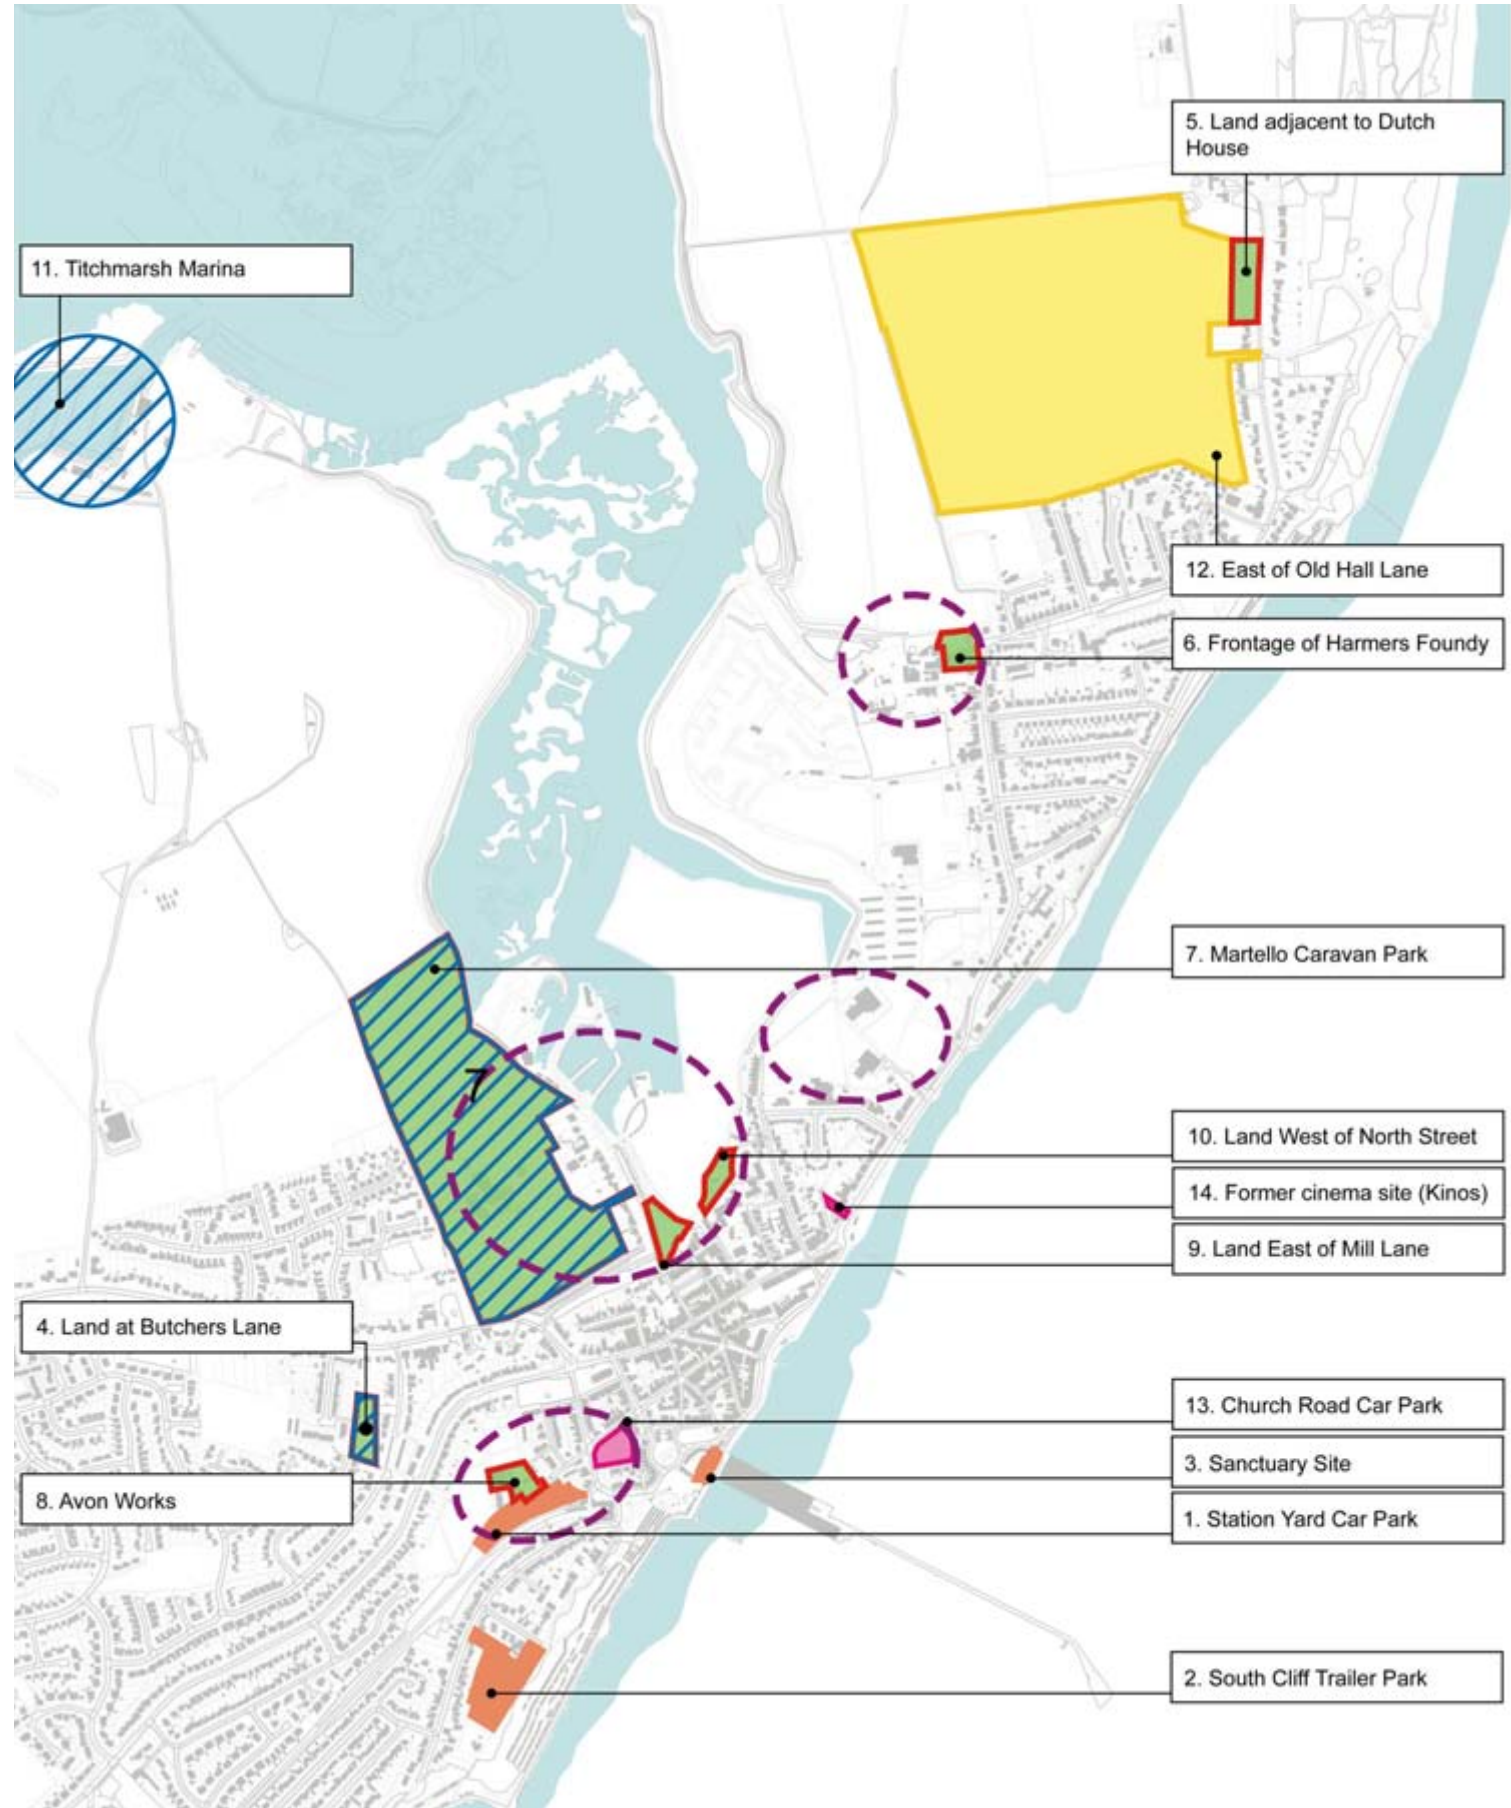 5. Land adjacent to Dutch
House
11. Titchmarsh Marina
12. East of Old Hall Lane
6. Frontage of Harmers Foundy
7. Martello Caravan Park
7
10. Land West of North Street
14. Former cinema site (Kinos)
9. Land East of Mill Lane
4. Land at Butchers Lane
13. Church Road Car Park
3. Sanctuary Site
8. Avon Works
1. Station Yard Car Park
2. South Cliff Trailer Park